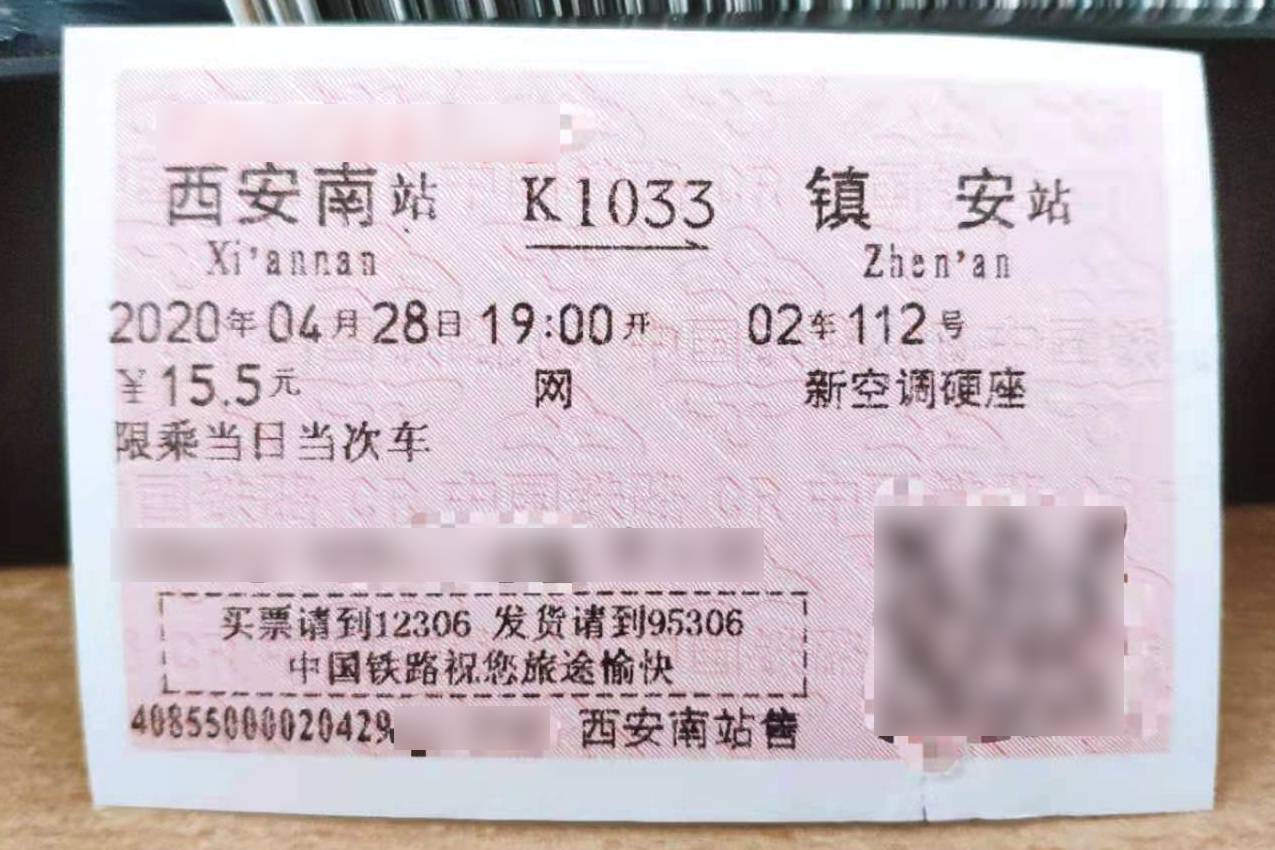 西安南站 K1033 镇安站
Xi'annan Zhen'an
2020年04月28日19:00开 02车112号
¥15.5元 网 新空调硬座
限乘当日当次车
买票请到12306 发货请到95306
中国铁路祝您旅途愉快
40855000020429 西安南站售